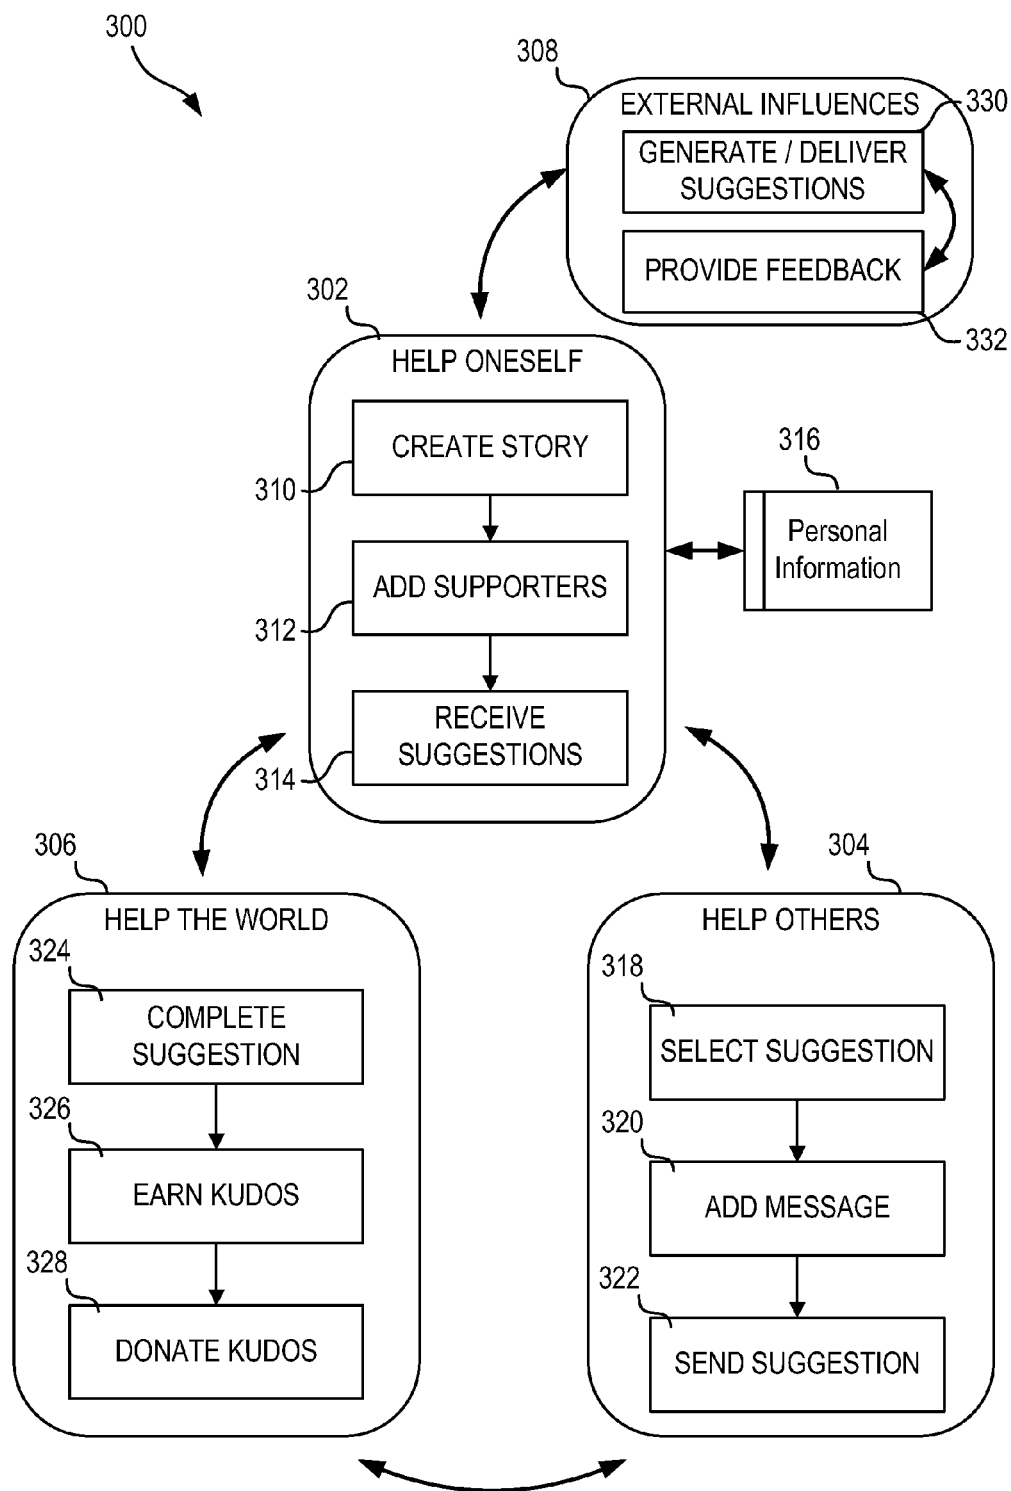 300
308
EXTERNAL INFLUENCES
330
GENERATE / DELIVER
SUGGESTIONS
PROVIDE FEEDBACK
332
302
HELP ONESELF
CREATE STORY
310
316
Personal
Information
ADD SUPPORTERS
312
RECEIVE
SUGGESTIONS
314
306
HELP THE WORLD
324
COMPLETE
SUGGESTION
326
EARN KUDOS
328
DONATE KUDOS
304
HELP OTHERS
318
SELECT SUGGESTION
320
ADD MESSAGE
322
SEND SUGGESTION